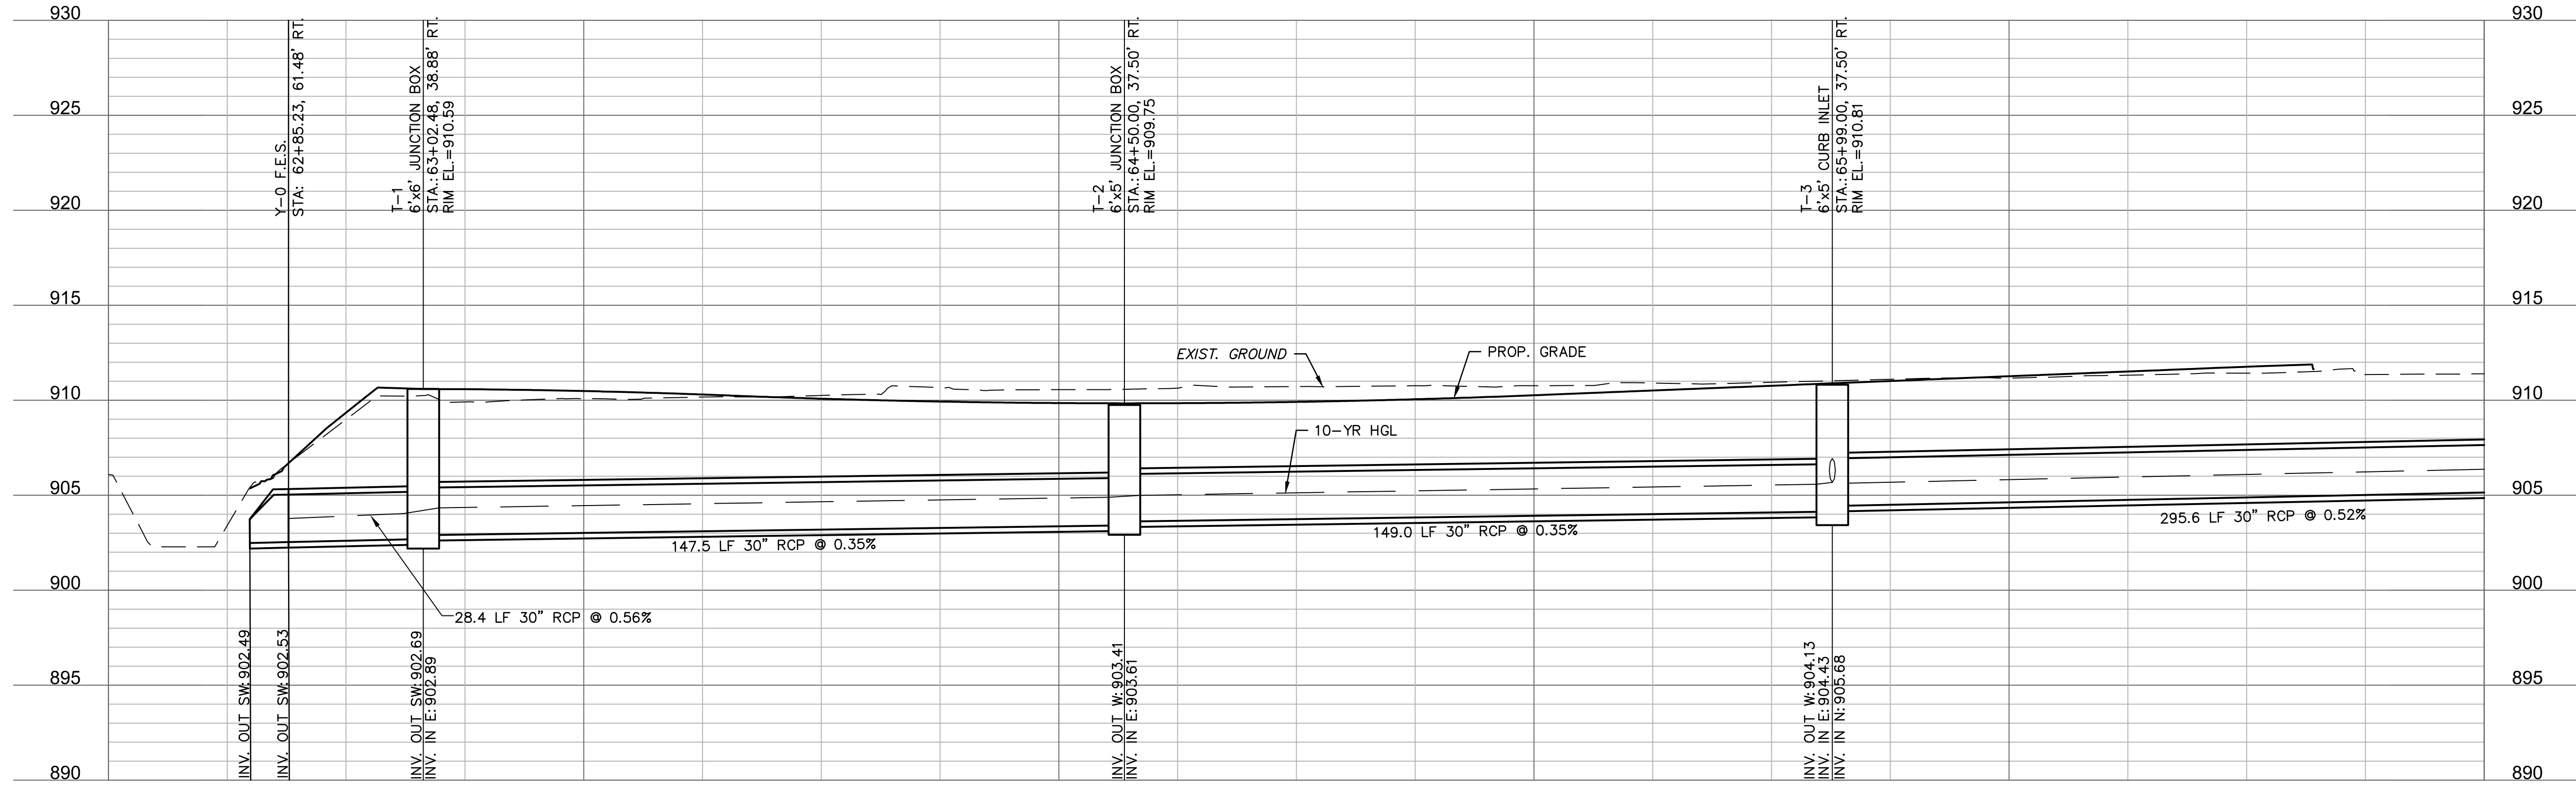 930
930
925
925
920
920
915
915
910
910
905
905
900
900
895
895
890
890
Y-0 F.E.S.
STA: 62+85.23, 61.48' RT.
T-1
6'x6' JUNCTION BOX
STA.:63+02.48, 38.88' RT.
RIM EL.=910.59
T-2
6'x5' JUNCTION BOX
STA.:64+50.00, 37.50' RT.
RIM EL.=909.75
T-3
6'x5' CURB INLET
STA.:65+99.00, 37.50' RT.
RIM EL.=910.81
EXIST. GROUND
PROP. GRADE
10-YR HGL
147.5 LF 30" RCP @ 0.35%
149.0 LF 30" RCP @ 0.35%
295.6 LF 30" RCP @ 0.52%
28.4 LF 30" RCP @ 0.56%
INV. OUT SW:902.49
INV. OUT SW:902.53
INV. OUT SW:902.69
INV. IN E:902.89
INV. OUT W:903.41
INV. IN E:903.61
INV. OUT W:904.13
INV. IN E:904.43
INV. IN N:905.68